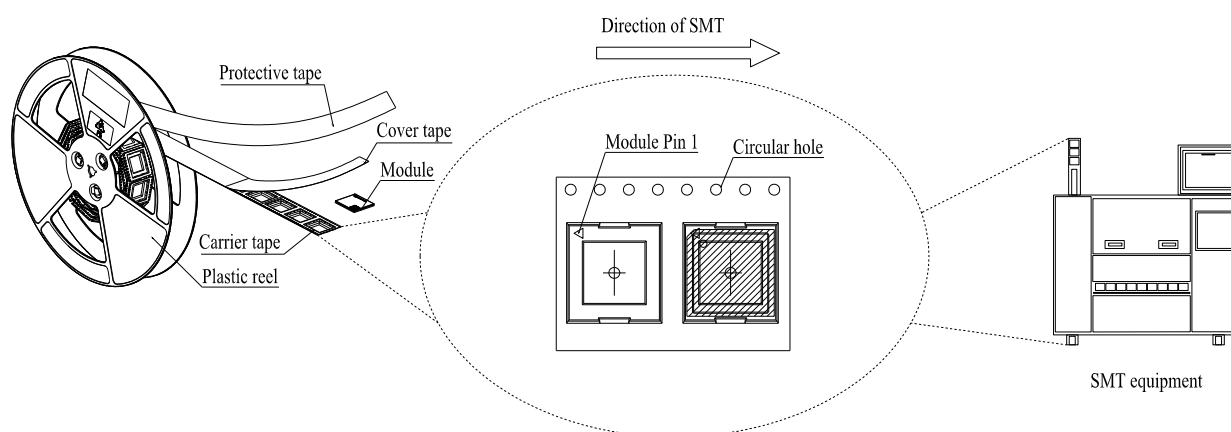 Direction of SMT
Protective tape
Cover tape
Module
Carrier tape
Plastic reel
Module Pin 1
Circular hole
SMT equipment